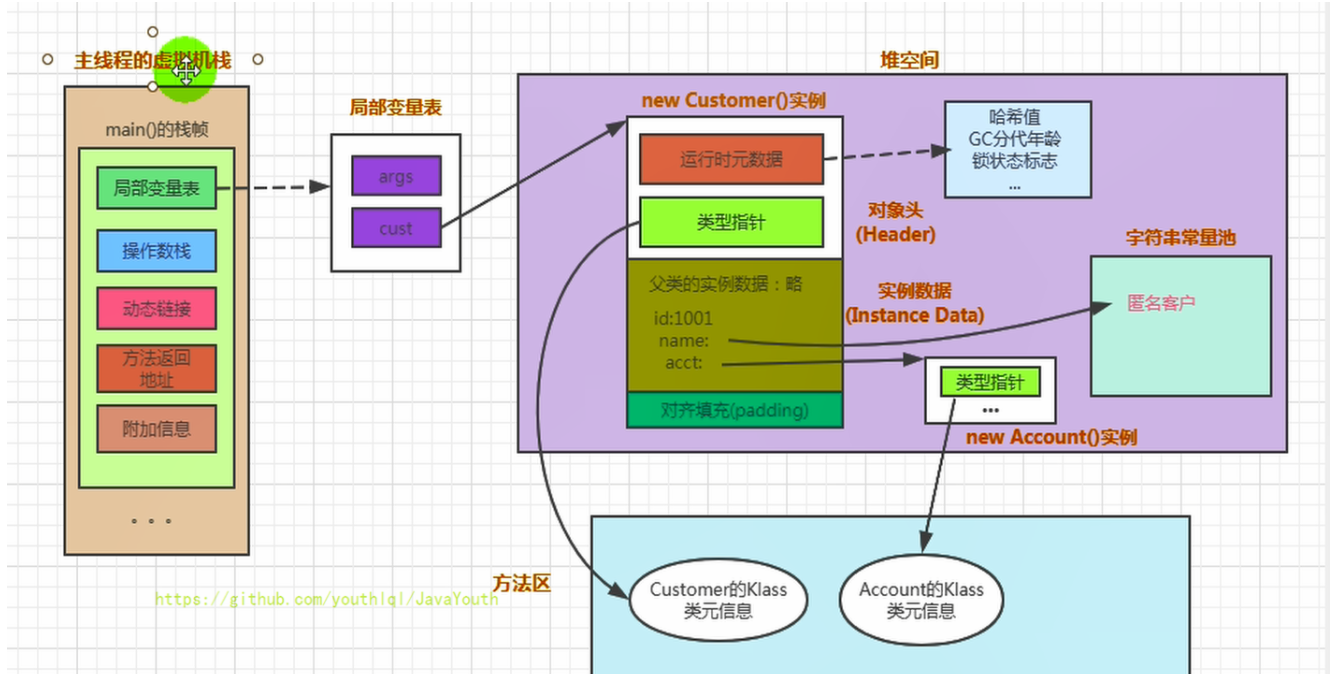 主线程的虚拟机栈
main()的栈帧
局部变量表
操作数栈
动态链接
方法返回
地址
附加信息
。。。
局部变量表
args
cust
堆空间
new Customer()实例
运行时元数据
类型指针
对象头
(Header)
父类的实例数据：略
id:1001
name:
acct:
实例数据
(Instance Data)
对齐填充(padding)
哈希值
GC分代年龄
锁状态标志
...
字符串常量池
匿名客户
类型指针
...
new Account()实例
方法区
Customer的Klass
类元信息
Account的Klass
类元信息
https://github.com/youthlql/JavaYouth